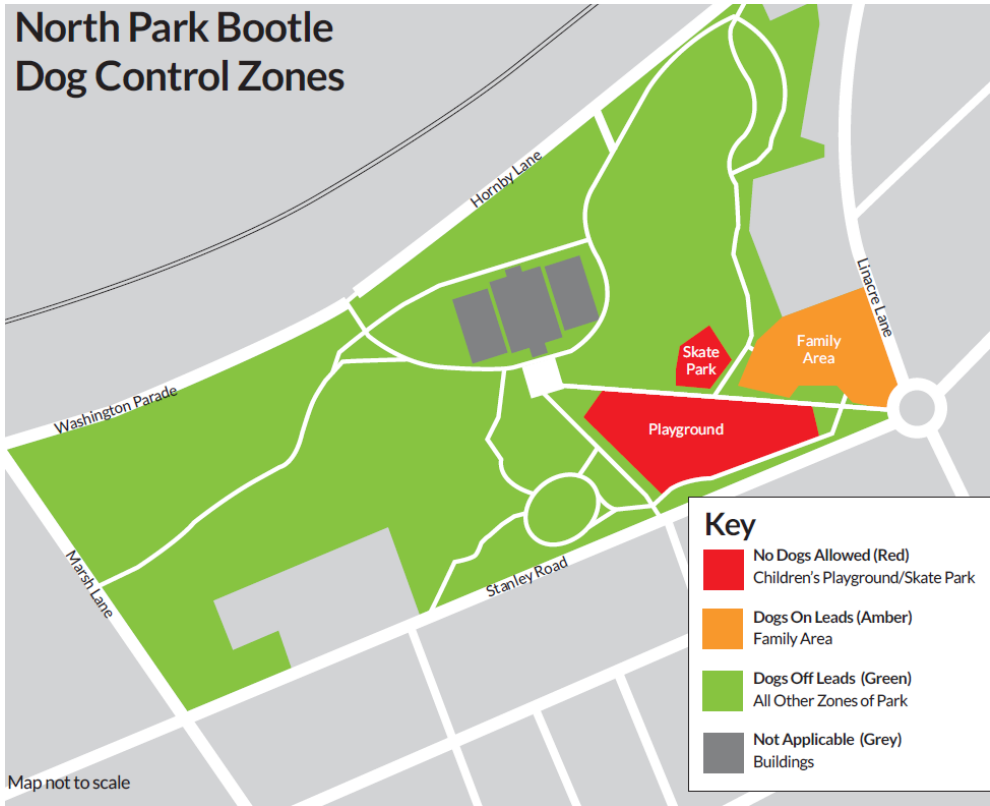 North Park Bootle
Dog Control Zones
Hornby Lane
Linacre Lane
Family
Area
Skate
Park
Washington Parade
Playground
Marsh Lane
Stanley Road
Key
No Dogs Allowed (Red)
Children's Playground/Skate Park
Dogs On Leads (Amber)
Family Area
Dogs Off Leads (Green)
All Other Zones of Park
Not Applicable (Grey)
Buildings
Map not to scale